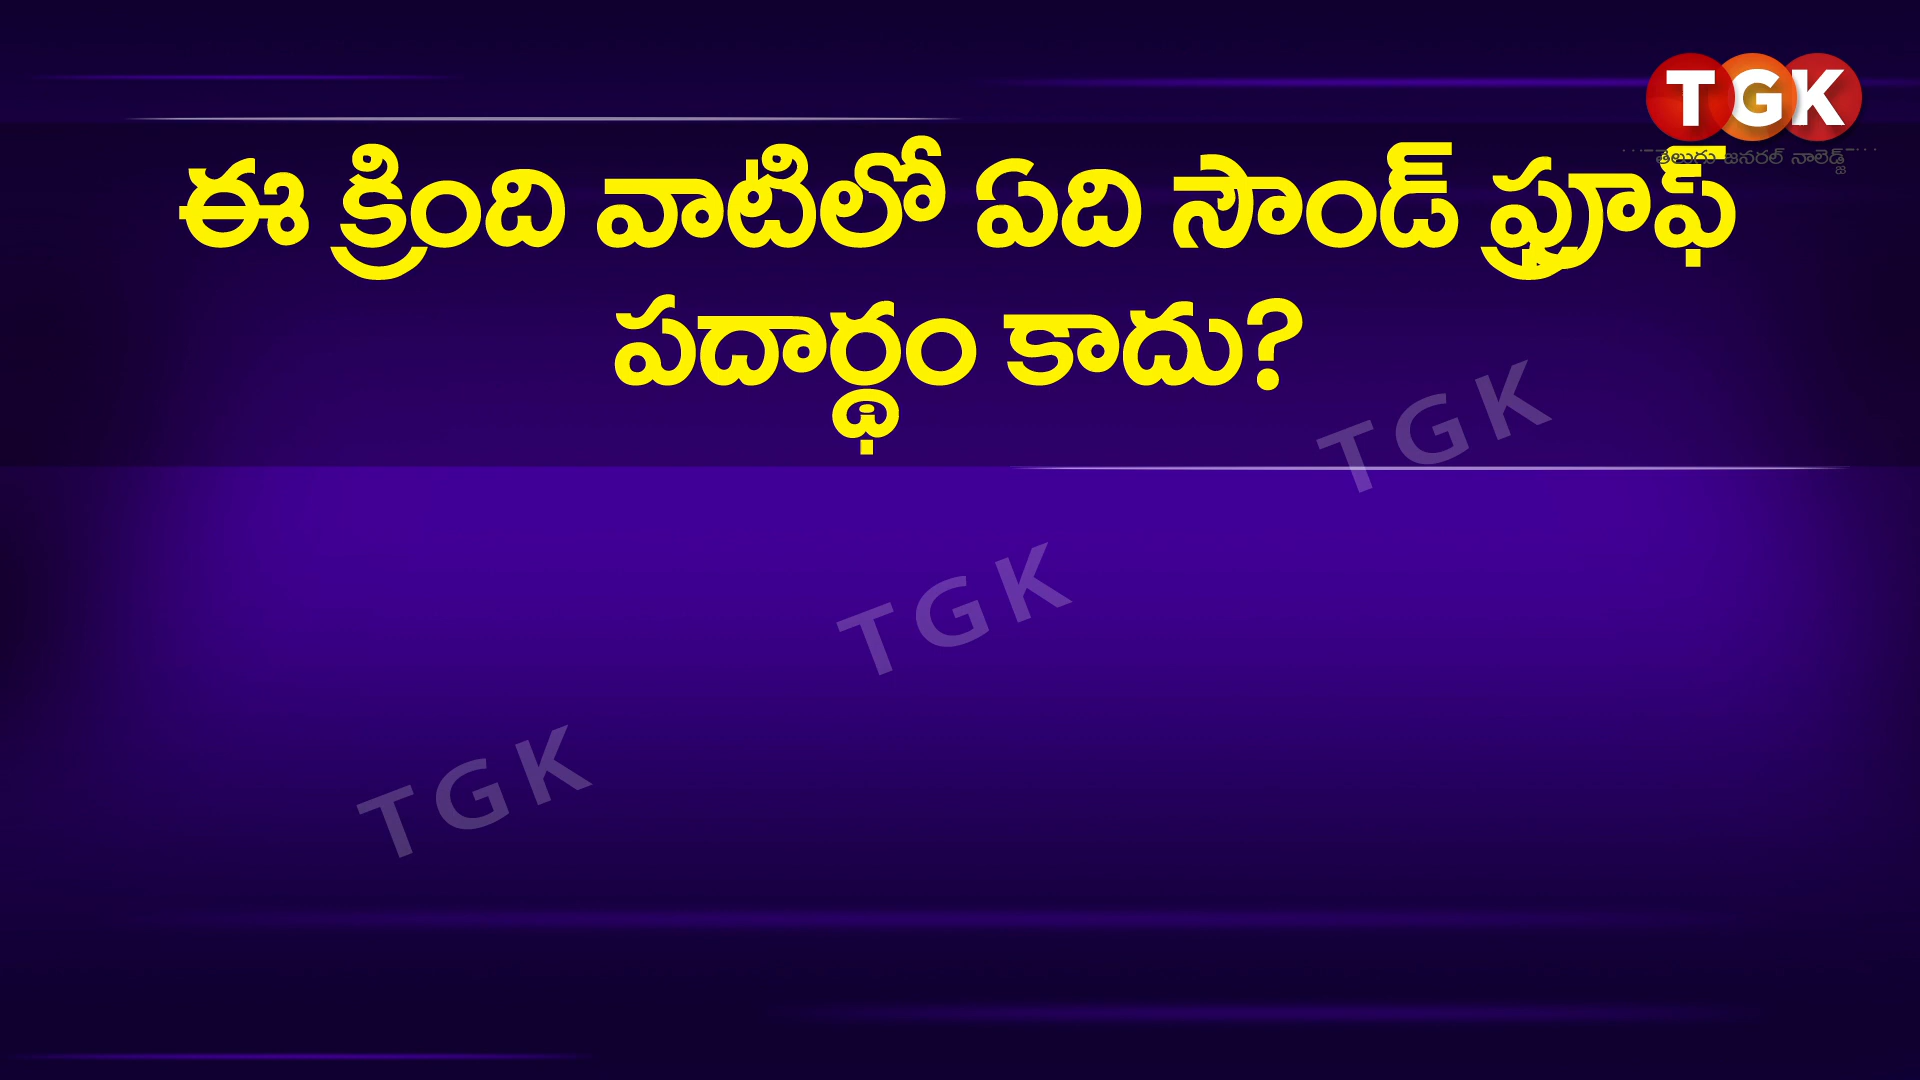 TGK
తెలుగు జనరల్ నాలెడ్జ్
ఈ క్రింది వాటిలో ఏది సౌండ్ ఫ్రూఫ్
పదార్థం కాదు?
TGK
TGK
TGK